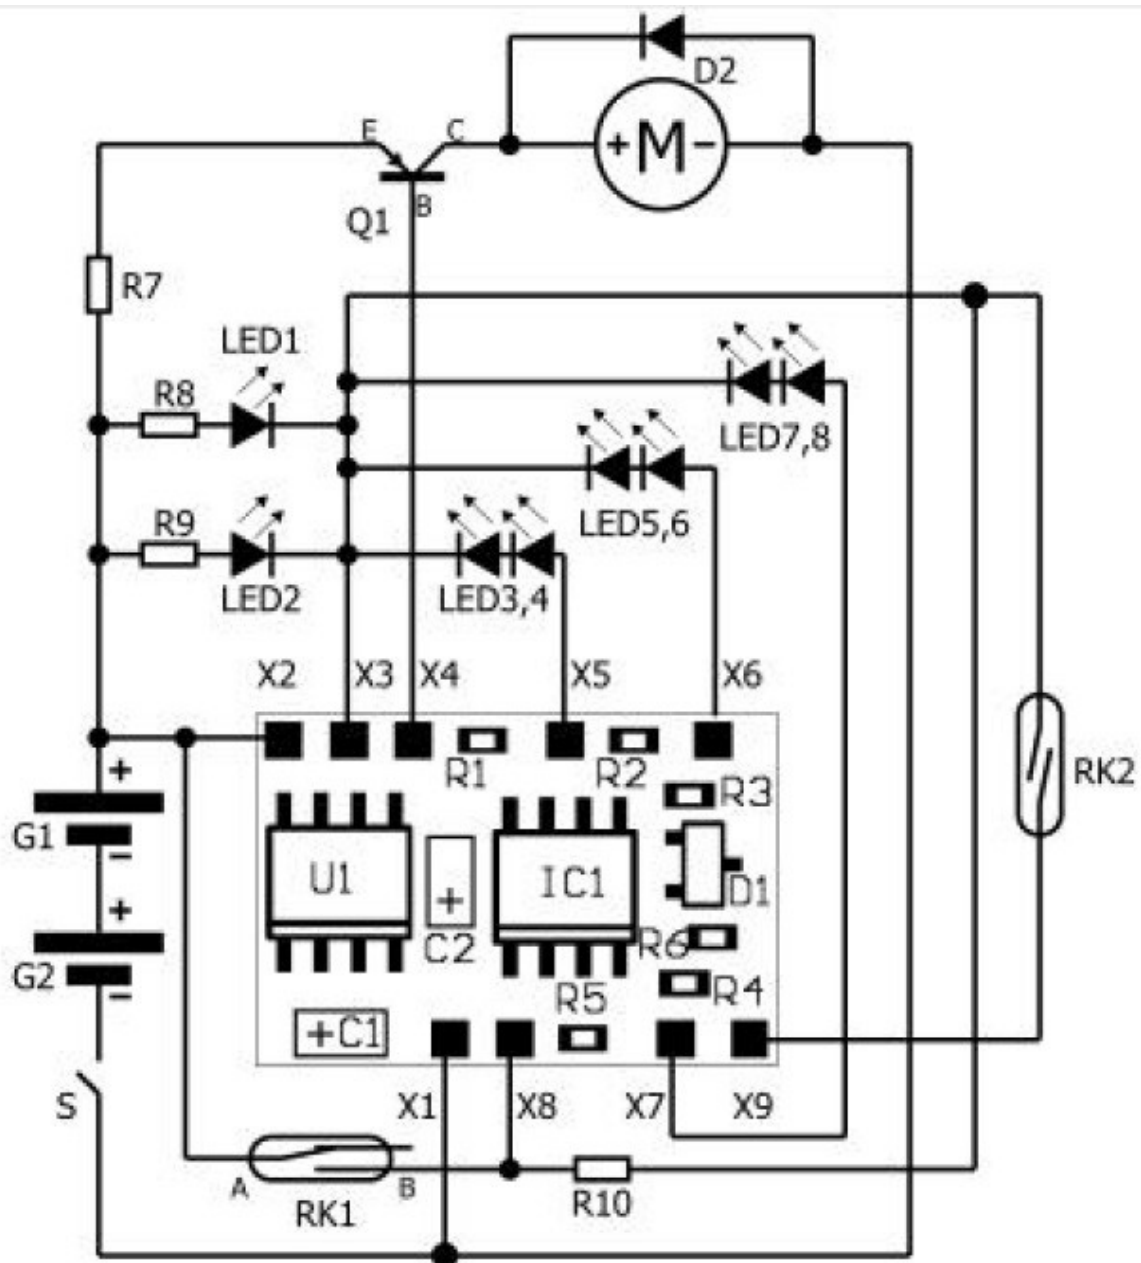 D2
E
C
+M-
Q1
B
R7
LED1
R8
LED7,8
R9
LED5,6
LED2
LED3,4
X2
X3
X4
X5
X6
+
R1
R2
RK2
R3
G1
-
U1
IC1
D1
+
+
C2
R6
G2
-
R5
R4
+C1
S
X1
X8
X7
X9
A
B
R10
RK1